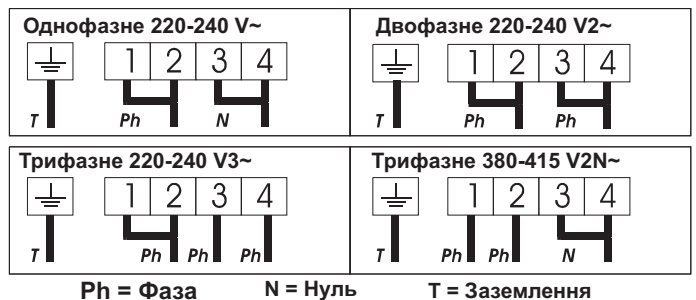 Однофазне 220-240 V~
1 2 3 4
T Ph N
Двофазне 220-240 V2~
1 2 3 4
T Ph Ph
Трифазне 220-240 V3~
1 2 3 4
T Ph Ph Ph
Трифазне 380-415 V2N~
1 2 3 4
T Ph Ph N
Ph = Фаза N = Нуль T = Заземлення